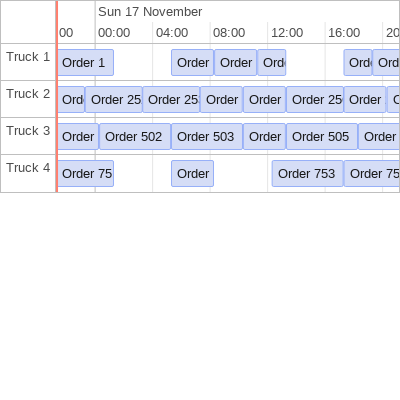 Sun 17 November
00 00:00 04:00 08:00 12:00 16:00 20
Truck 1 Order 1 Order Order Ord Ord Ord
Truck 2 Ord Order 25 Order 25 Order Order Order 25 Order
Truck 3 Order Order 502 Order 503 Order Order 505 Order
Truck 4 Order 75 Order Order 753 Order 75